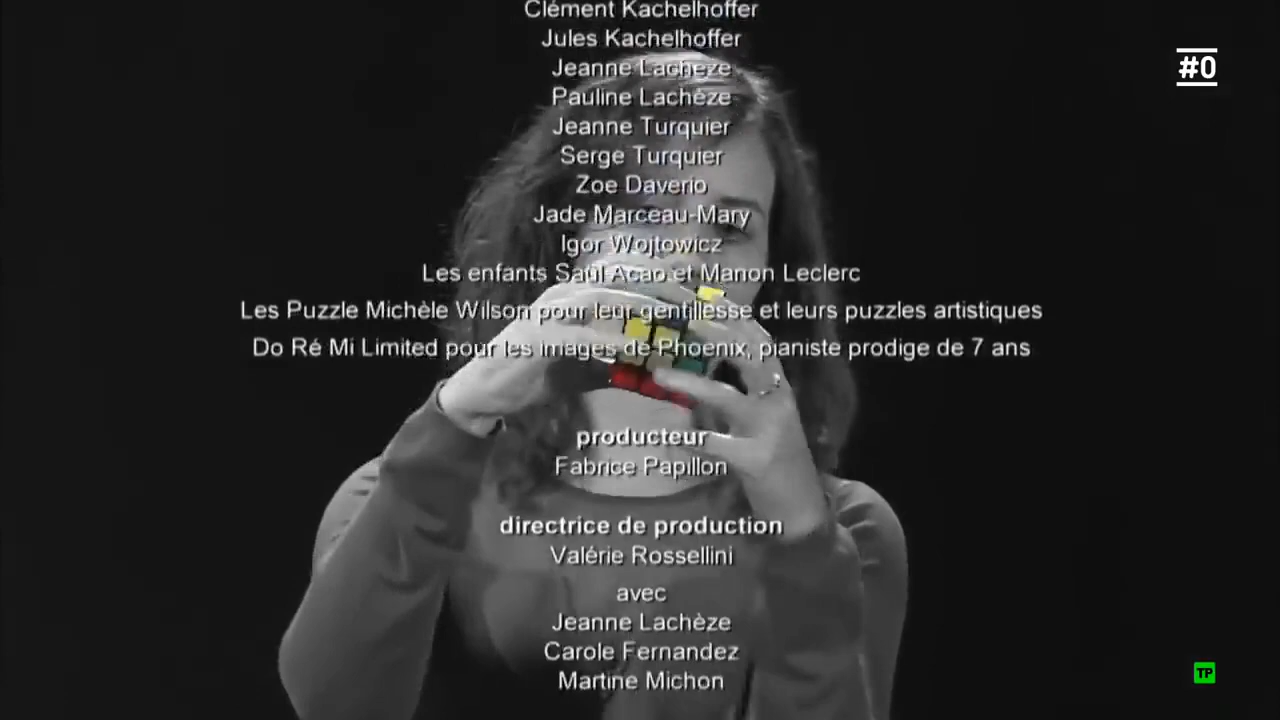 Clément Kachelhoffer
#0
Jules Kachelhoffer
Jeanne Lacheze
Pauline Lachèze
Jeanne Turquier
Serge Turquier
Zoe Daverio
Jade Marceau-Mary
Igor Wojtowicz
Les enfants Saül Acao et Manon Leclerc
Les Puzzle Michèle Wilson pour leur gentillesse et leurs puzzles artistiques
Do Ré Mi Limited pour les images de Phoenix, pianiste prodige de 7 ans
producteur
Fabrice Papillon
directrice de production
Valérie Rossellini
avec
Jeanne Lachèze
Carole Fernandez
Martine Michon
TP